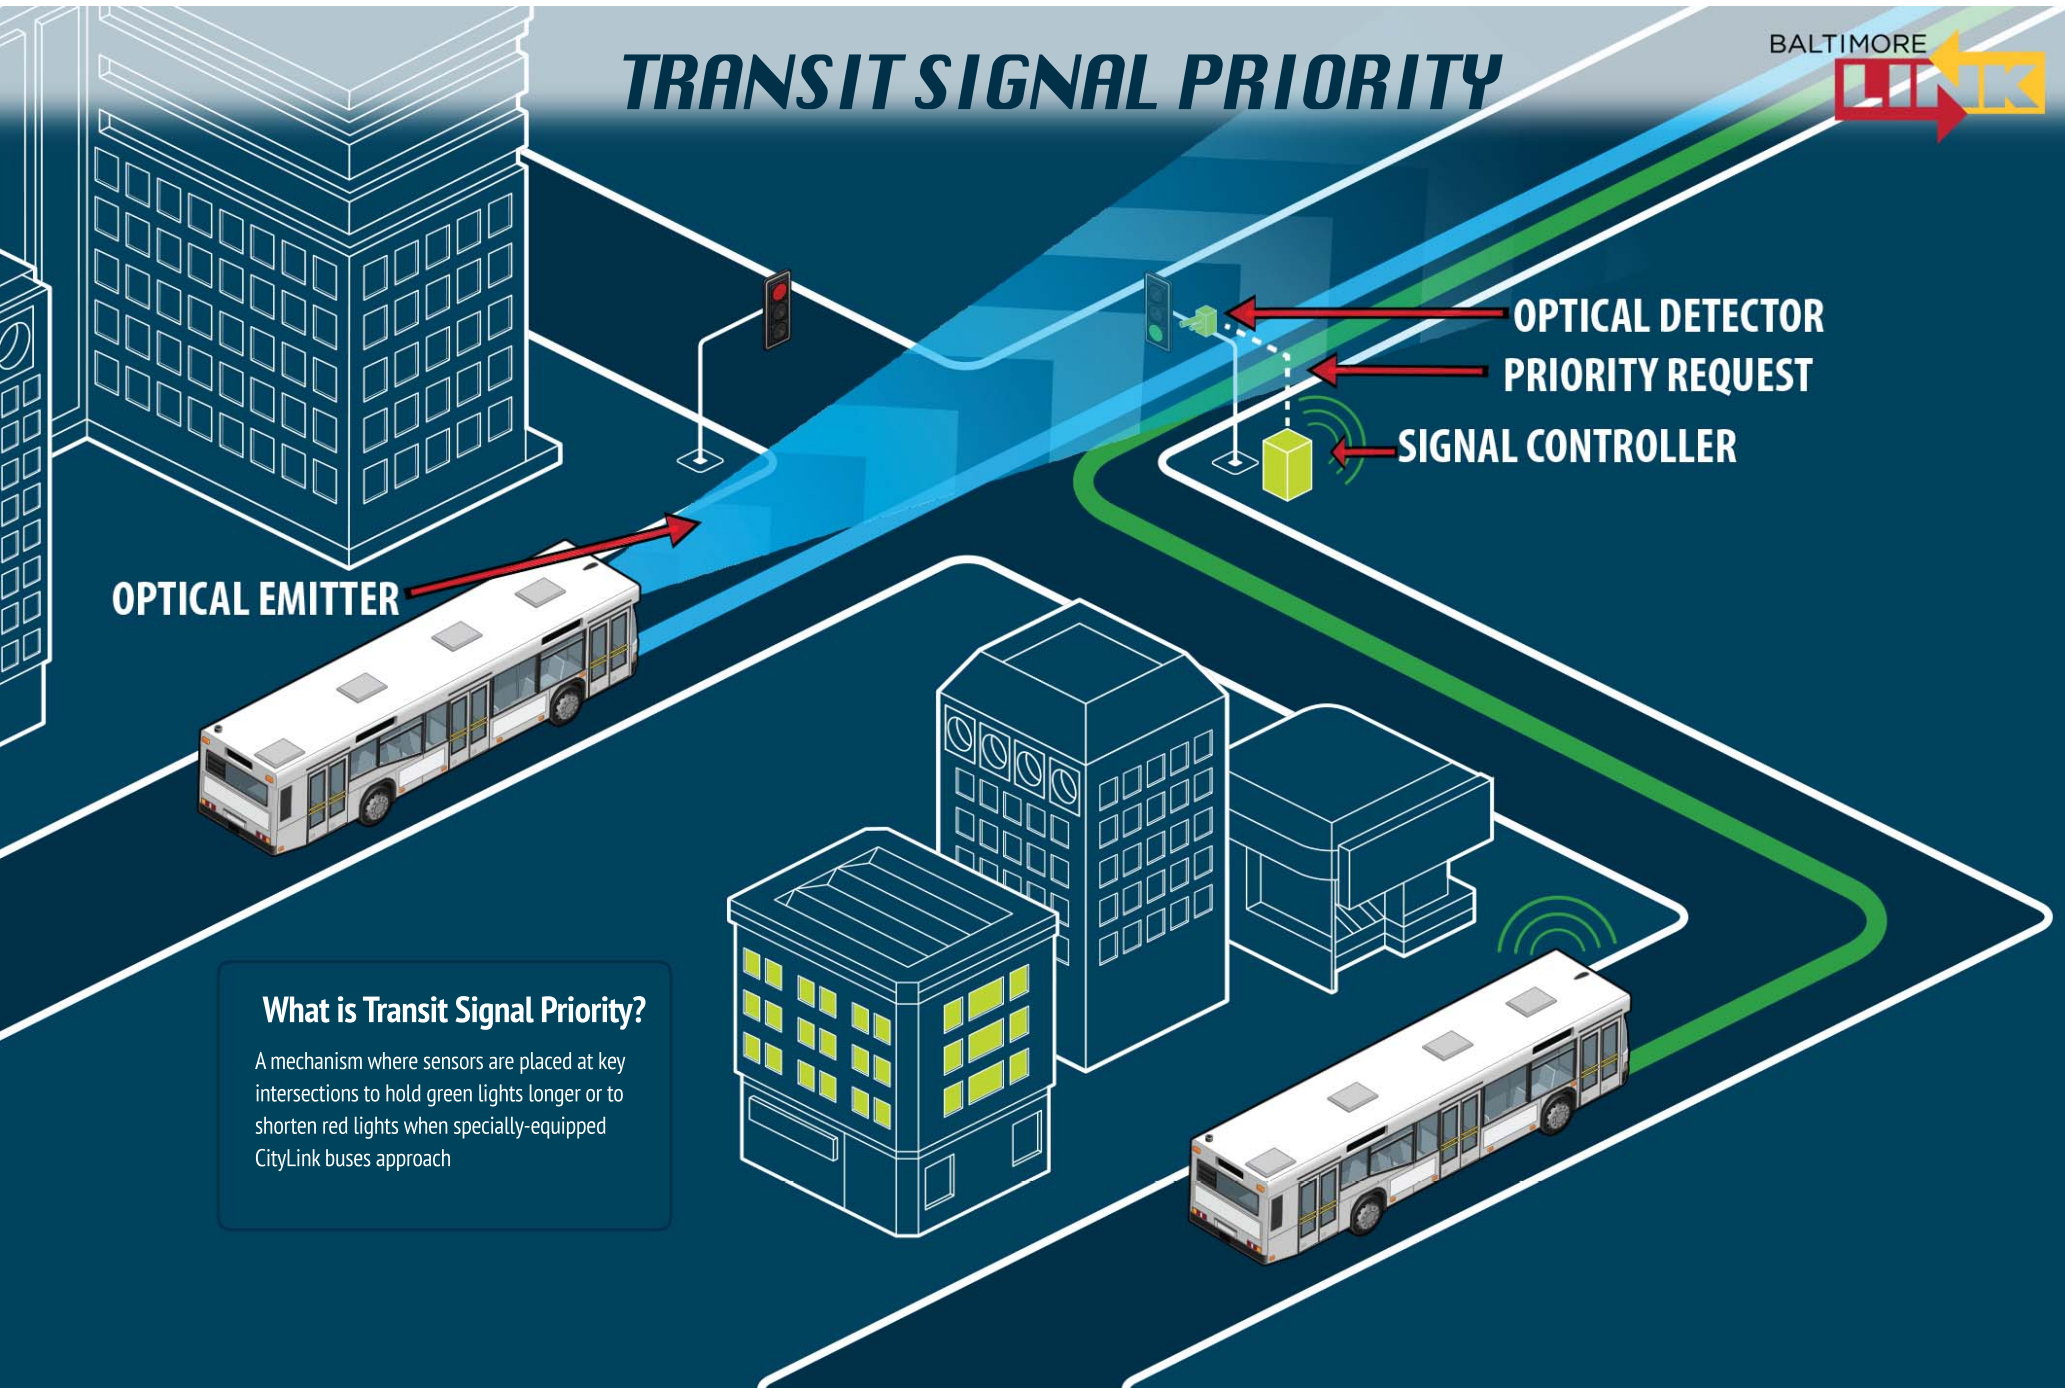 TRANSIT SIGNAL PRIORITY
BALTIMORE
LINK
OPTICAL DETECTOR
PRIORITY REQUEST
SIGNAL CONTROLLER
OPTICAL EMITTER
What is Transit Signal Priority?
A mechanism where sensors are placed at key
intersections to hold green lights longer or to
shorten red lights when specially-equipped
CityLink buses approach